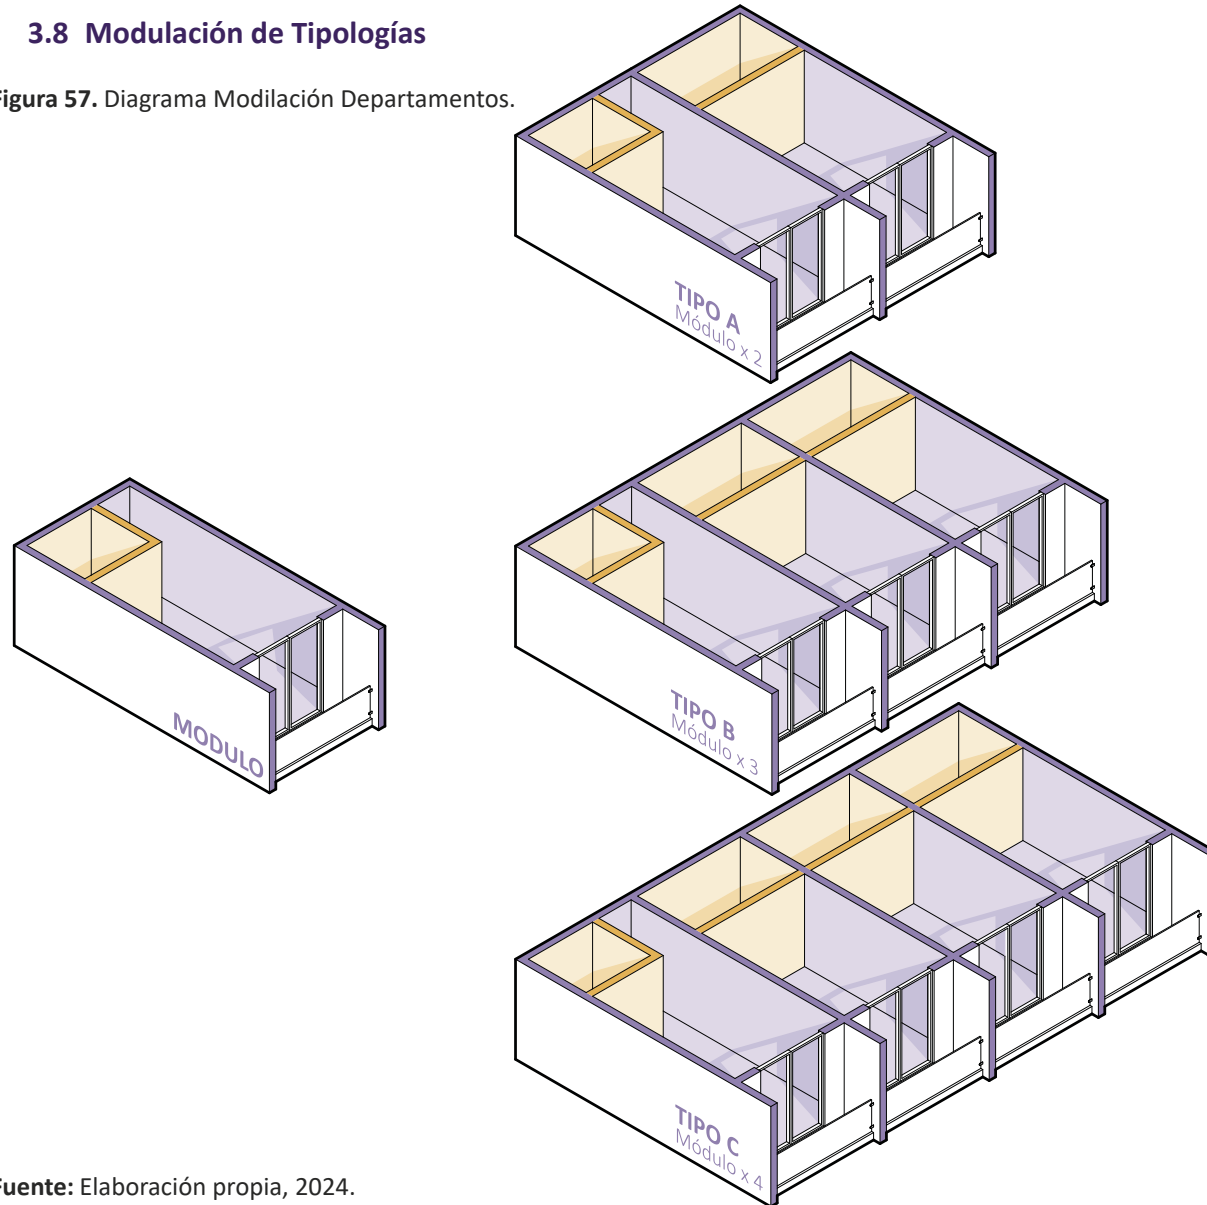 3.8 Modulación de Tipologías
Figura 57. Diagrama Modilación Departamentos.
TIPO A
Módulo x 2
MODULO
TIPO B
Módulo x 3
TIPO C
Módulo x 4
Fuente: Elaboración propia, 2024.